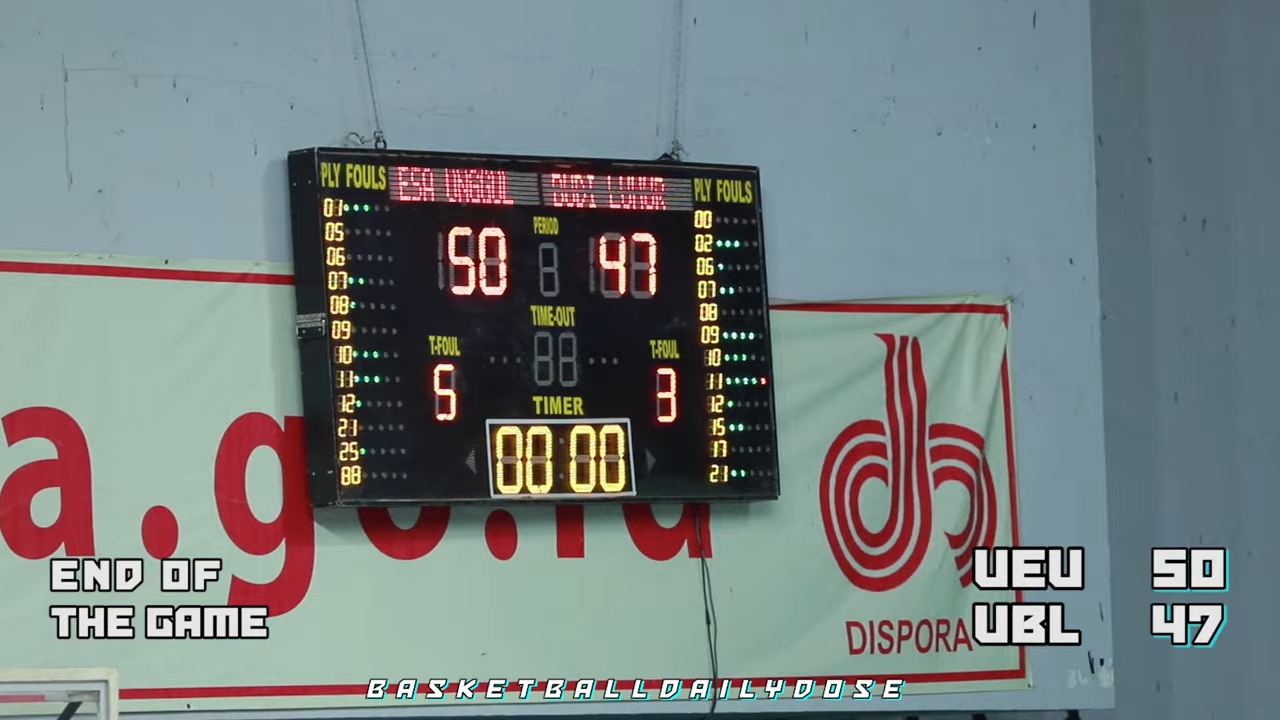 PLY FOULS ESA UNGGUL BUDI LUHUR PLY FOULS
01 00
05 02
06 06
07 07
08 08
09 09
10 10
11 11
12 12
21 15
25 17
88 21
PERIOD
50 47
TIME-OUT
T-FOUL T-FOUL
5 3
TIMER
00:00
a.go.id
DISPORA
END OF
THE GAME
UEU 50
UBL 47
BASKETBALLDAILYDOSE